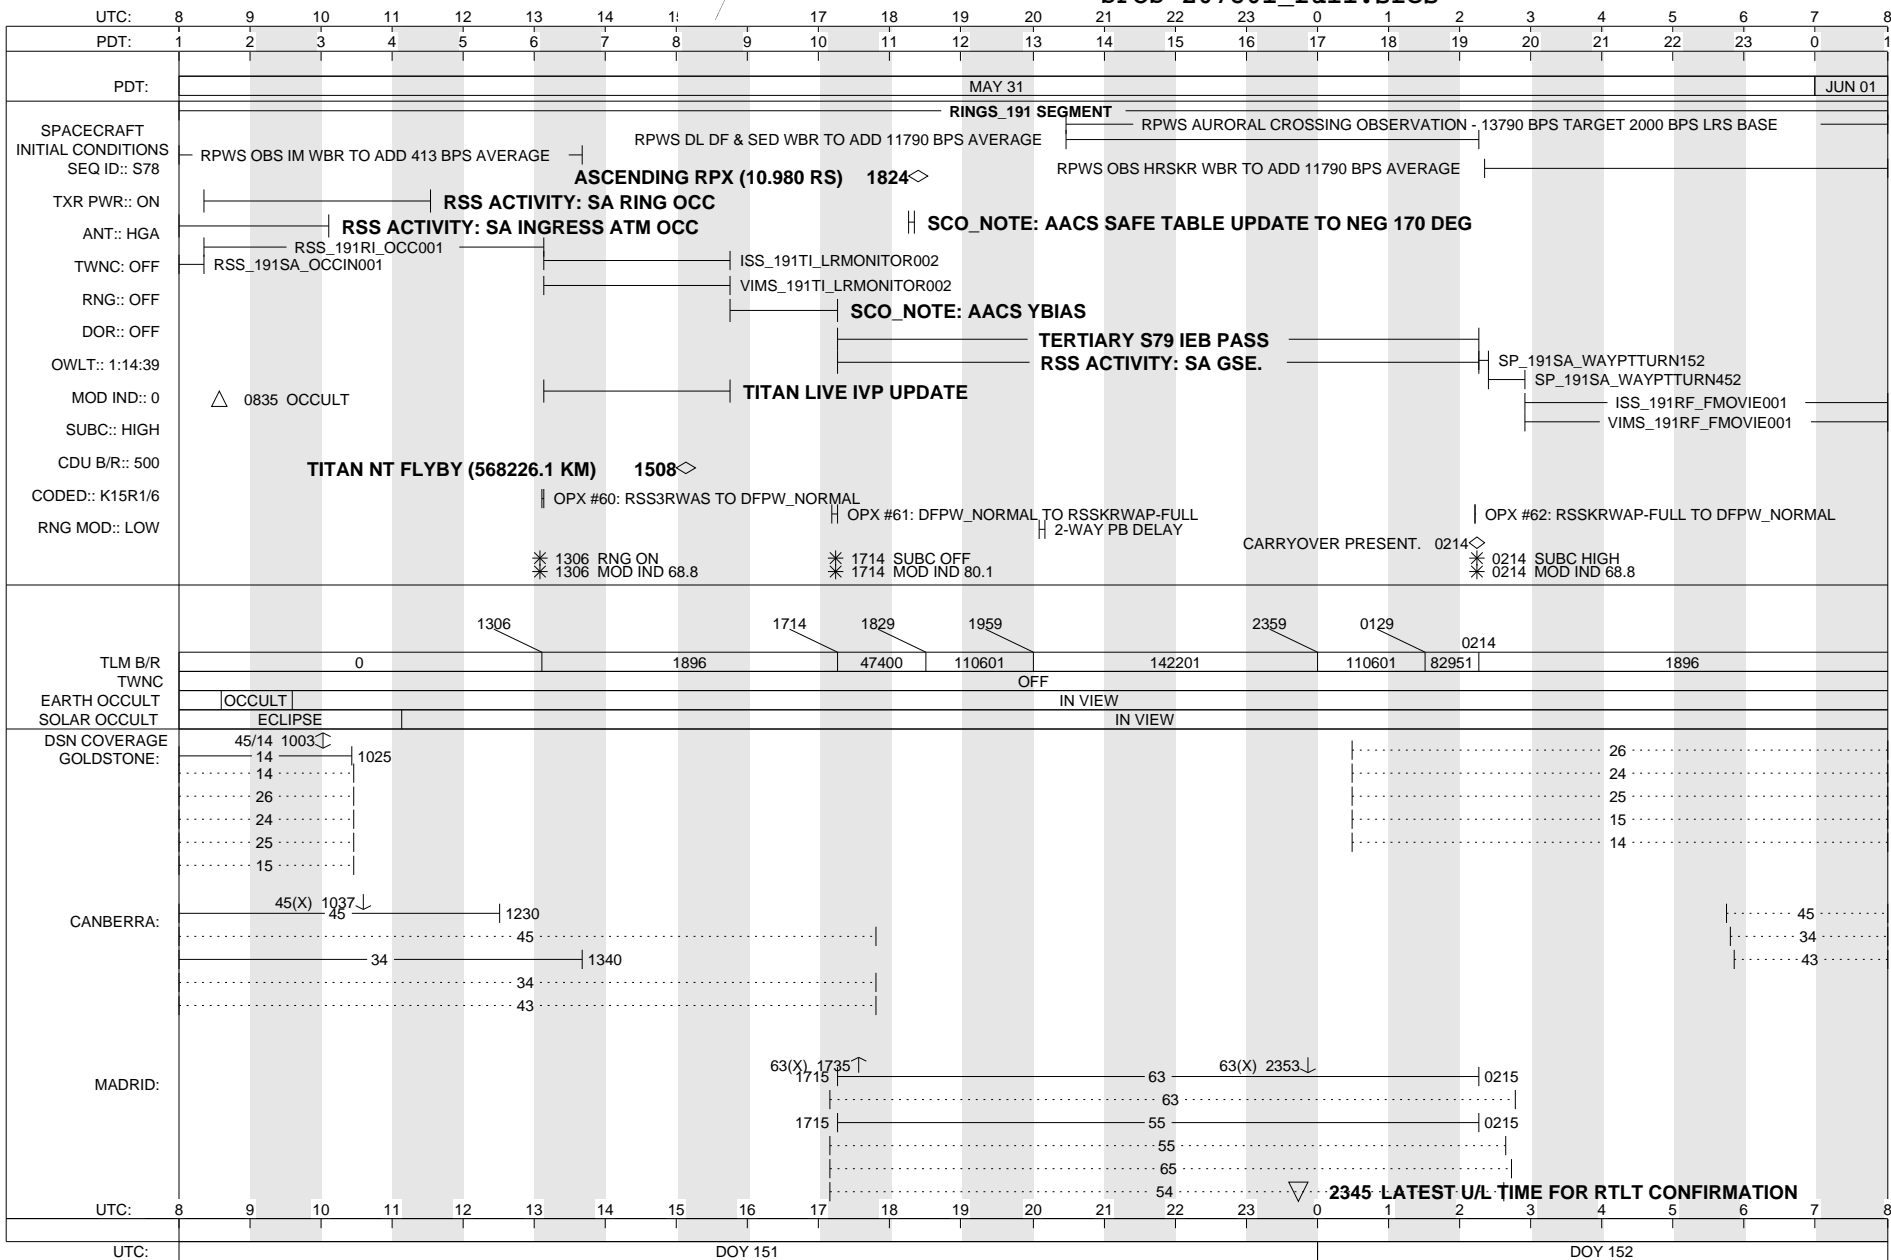 UTC: 8 9 10 11 12 13 14 17 18 19 20 21 22 23 0 1 2 3 4 5 6 7 8
PDT: 1 2 3 4 5 6 7 8 9 10 11 12 13 14 15 16 17 18 19 20 21 22 23 0 1
PDT: MAY 31 JUN 01
RINGS_191 SEGMENT
SPACECRAFT
INITIAL CONDITIONS
RPWS AURORAL CROSSING OBSERVATION - 13790 BPS TARGET 2000 BPS LRS BASE
RPWS DL DF & SED WBR TO ADD 11790 BPS AVERAGE
RPWS OBS IM WBR TO ADD 413 BPS AVERAGE
SEQ ID:: S78
RPWS OBS HRSKR WBR TO ADD 11790 BPS AVERAGE
ASCENDING RPX (10.980 RS) 1824
TXR PWR:: ON
RSS ACTIVITY: SA RING OCC
RSS ACTIVITY: SA INGRESS ATM OCC
SCO_NOTE: AACS SAFE TABLE UPDATE TO NEG 170 DEG
ANT:: HGA
RSS_191RI_OCC001
TWNC: OFF
RSS_191SA_OCCIN001
ISS_191TI_LRMONITOR002
VIMS_191TI_LRMONITOR002
RNG:: OFF
SCO_NOTE: AACS YBIAS
DOR:: OFF
TERTIARY S79 IEB PASS
OWLT:: 1:14:39
RSS ACTIVITY: SA GSE.
SP_191SA_WAYPTTURN152
SP_191SA_WAYPTTURN452
MOD IND:: 0
0835 OCCULT
TITAN LIVE IVP UPDATE
ISS_191RF_FMOVIE001
SUBC:: HIGH
VIMS_191RF_FMOVIE001
CDU B/R:: 500
TITAN NT FLYBY (568226.1 KM) 1508
CODED:: K15R1/6
OPX #60: RSS3RWAS TO DFPW_NORMAL
OPX #61: DFPW_NORMAL TO RSSKRWAP-FULL
OPX #62: RSSKRWAP-FULL TO DFPW_NORMAL
RNG MOD:: LOW
2-WAY PB DELAY
CARRYOVER PRESENT. 0214
1306 RNG ON
1714 SUBC OFF
0214 SUBC HIGH
1306 MOD IND 68.8
1714 MOD IND 80.1
0214 MOD IND 68.8
1306 1714 1829 1959 2359 0129
0214
TLM B/R 0 1896 47400 110601 142201 110601 82951 1896
TWNC OFF
EARTH OCCULT OCCULT IN VIEW
SOLAR OCCULT ECLIPSE IN VIEW
DSN COVERAGE
45/14 1003
GOLDSTONE:
14 1025
26
14
24
26
25
24
15
25
14
15
45(X) 1037
CANBERRA:
45 1230
45
45
34
34 1340
43
34
43
63(X) 1735
63(X) 2353
MADRID:
1715 63 0215
63
1715 55 0215
55
65
54
2345 LATEST U/L TIME FOR RTLT CONFIRMATION
UTC: 8 9 10 11 12 13 14 15 16 17 18 19 20 21 22 23 0 1 2 3 4 5 6 7 8
UTC: DOY 151 DOY 152